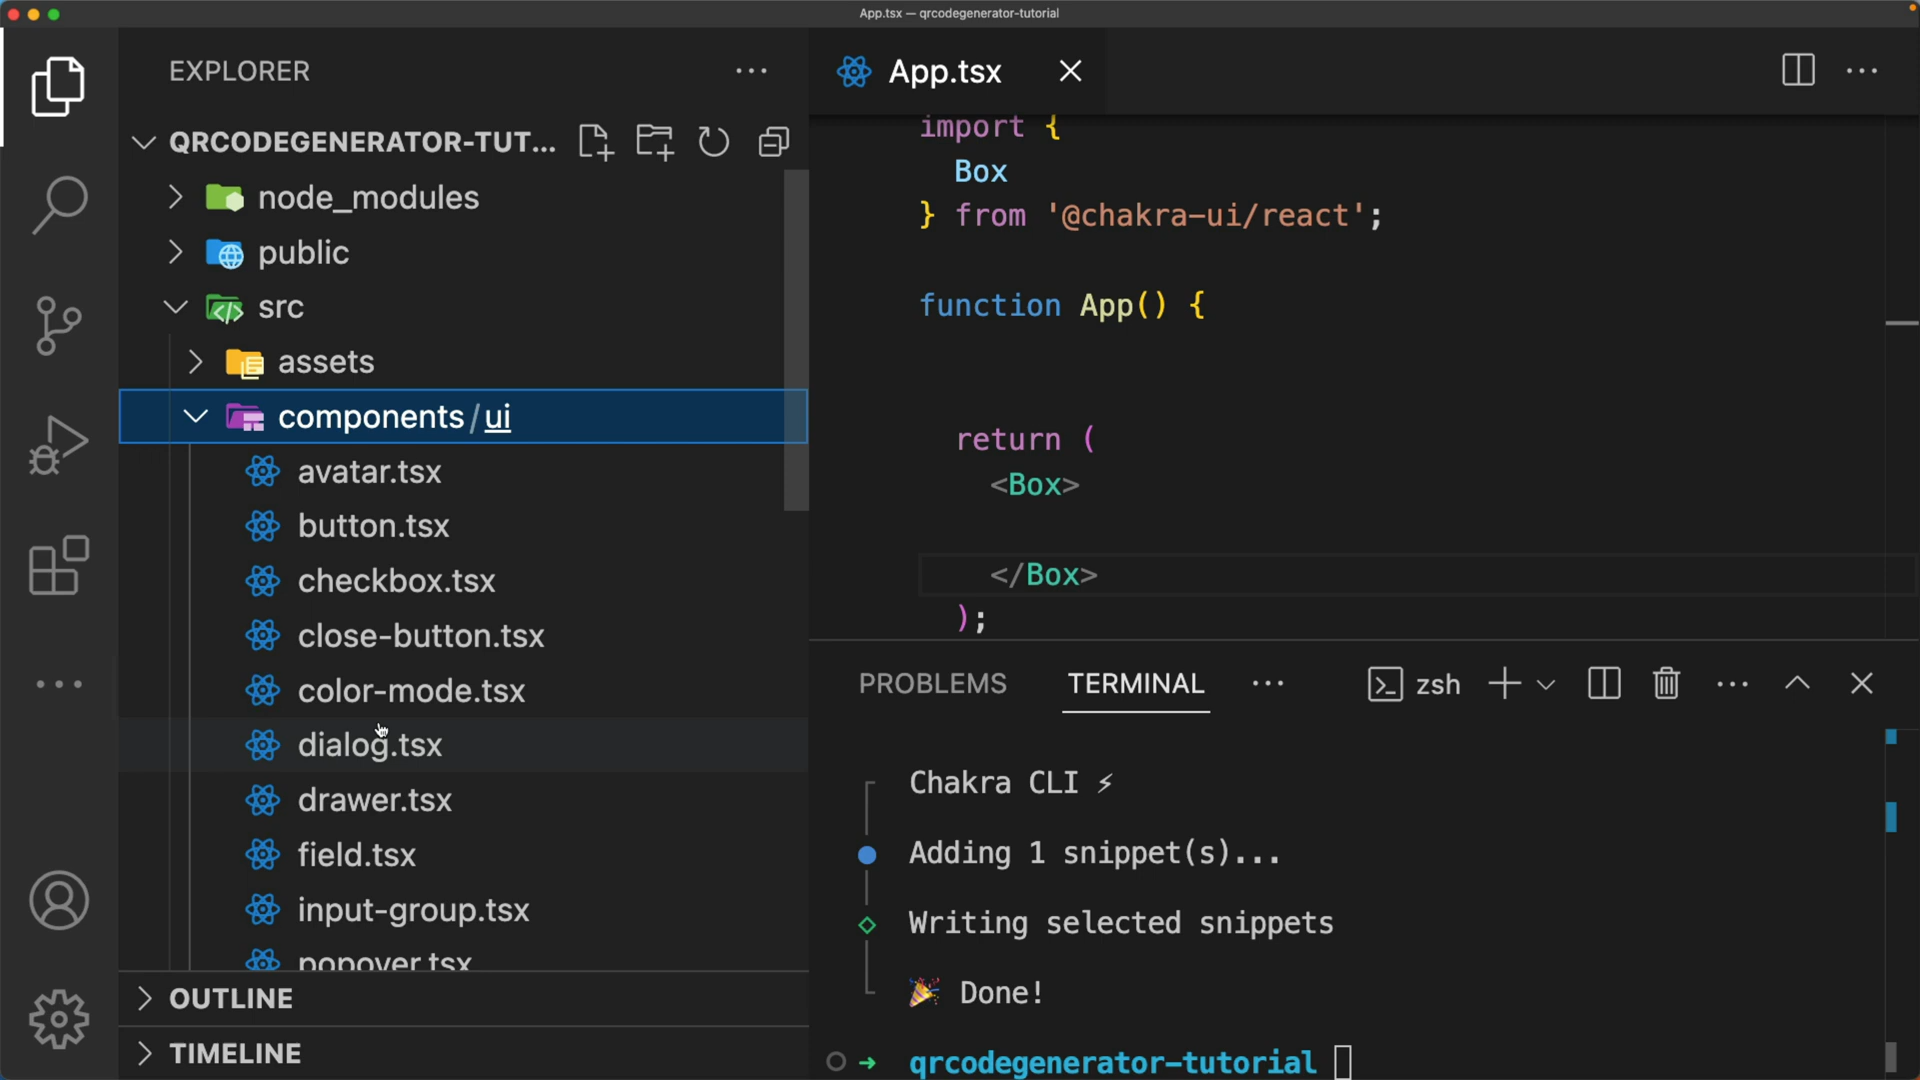 App.tsx — qrcodegenerator-tutorial
EXPLORER
QRCODEGENERATOR-TUT...
node_modules
public
src
assets
components/ui
avatar.tsx
button.tsx
checkbox.tsx
close-button.tsx
color-mode.tsx
dialog.tsx
drawer.tsx
field.tsx
input-group.tsx
popover.tsx
OUTLINE
TIMELINE
App.tsx
import {
Box
} from '@chakra-ui/react';
function App() {
return (
<Box>
</Box>
);
PROBLEMS
TERMINAL
zsh
Chakra CLI ⚡
Adding 1 snippet(s)...
Writing selected snippets
🎉 Done!
➜ qrcodegenerator-tutorial